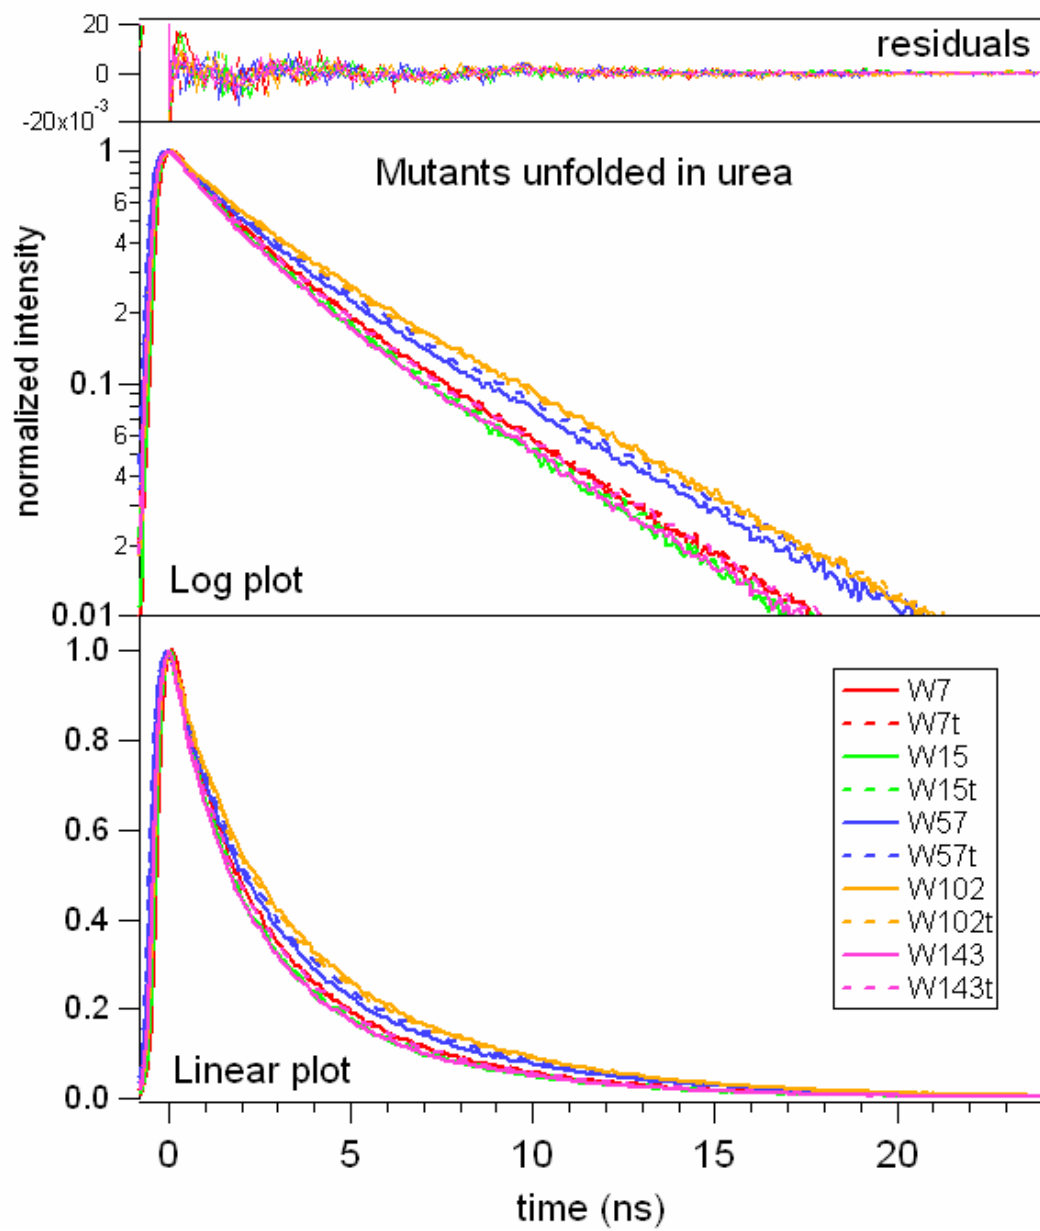 20
residuals
0
-20x10-3
Mutants unfolded in urea
1
6
4
2
0.1
6
4
2
0.01
normalized intensity
Log plot
1.0
0.8
0.6
0.4
0.2
0.0
W7
W7t
W15
W15t
W57
W57t
W102
W102t
W143
W143t
Linear plot
0 5 10 15 20
time (ns)